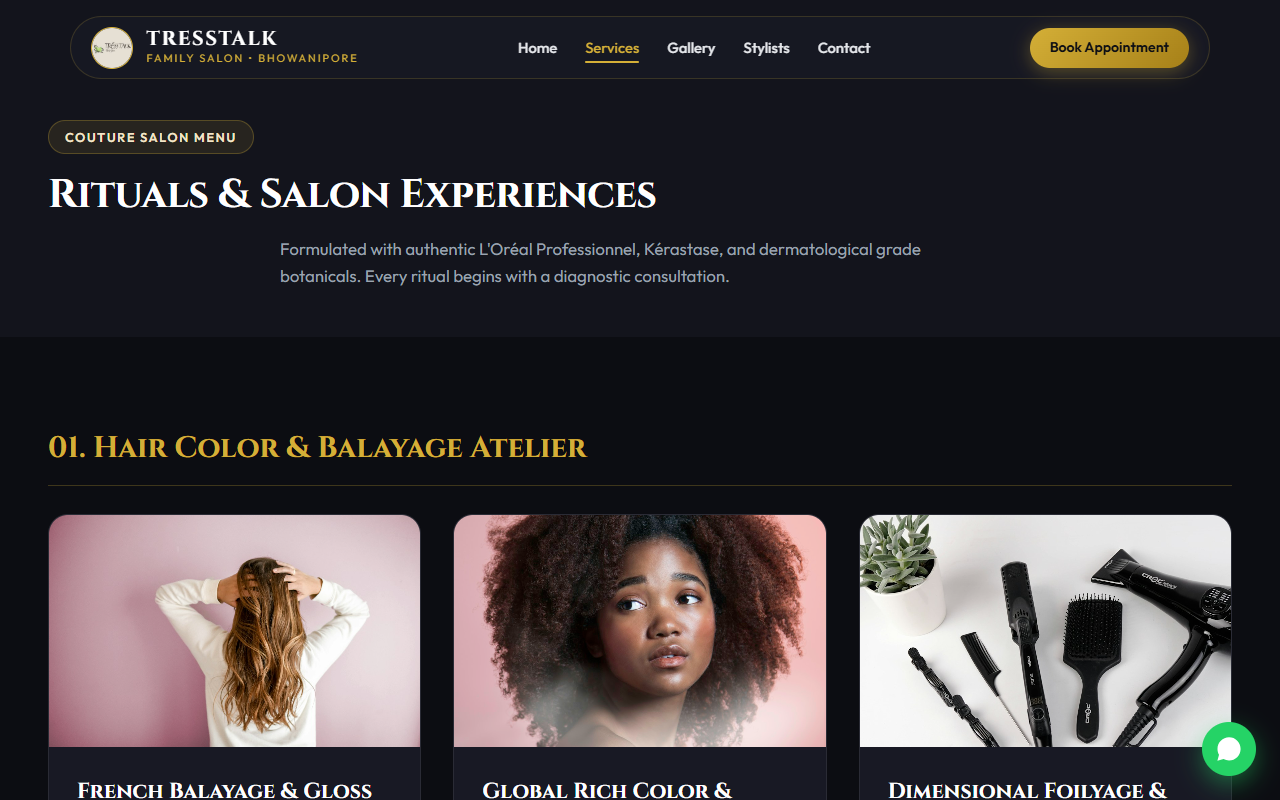 TRESSTALK
FAMILY SALON • BHOWANIPORE
Home
Services
Gallery
Stylists
Contact
Book Appointment
COUTURE SALON MENU
Rituals & Salon Experiences
Formulated with authentic L'Oréal Professionnel, Kérastase, and dermatological grade
botanicals. Every ritual begins with a diagnostic consultation.
01. Hair Color & Balayage Atelier
French Balayage & Gloss
Global Rich Color &
Dimensional Foilyage &